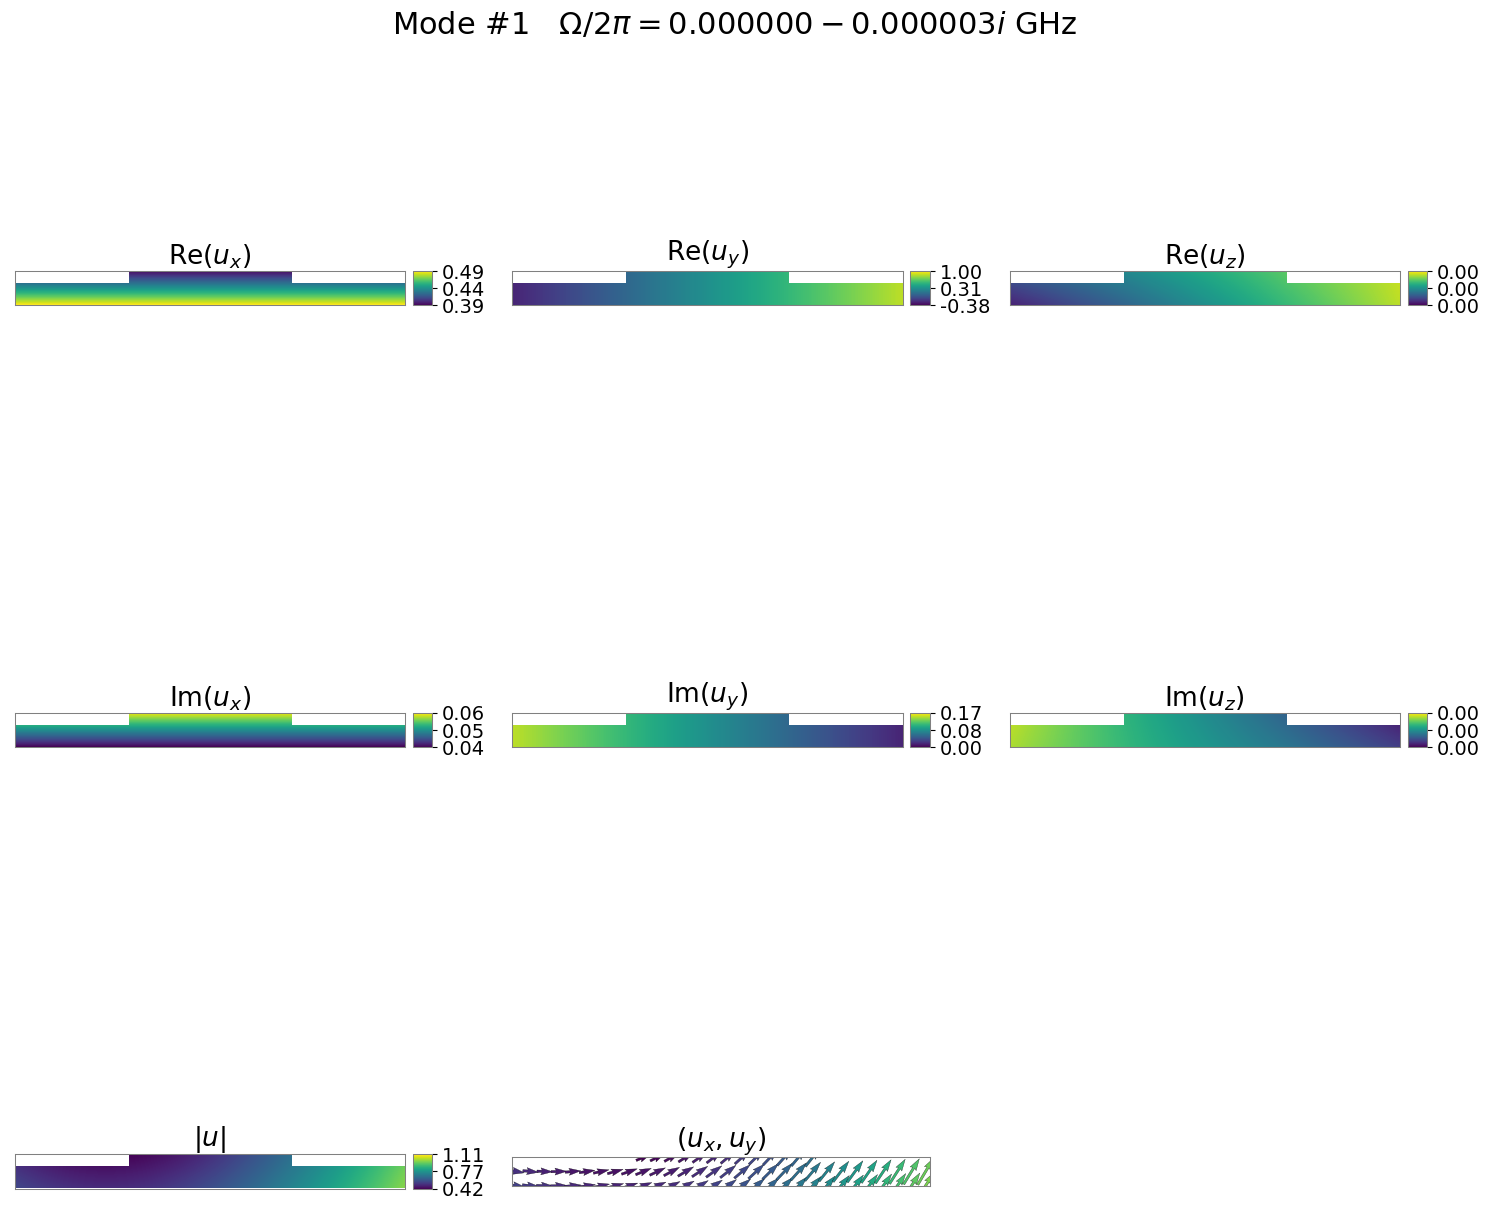 Mode #1   Ω/2π = 0.000000 − 0.000003i GHz
Re(u_x)
0.49
0.44
0.39
Re(u_y)
1.00
0.31
-0.38
Re(u_z)
0.00
0.00
0.00
Im(u_x)
0.06
0.05
0.04
Im(u_y)
0.17
0.08
0.00
Im(u_z)
0.00
0.00
0.00
|u|
1.11
0.77
0.42
(u_x, u_y)